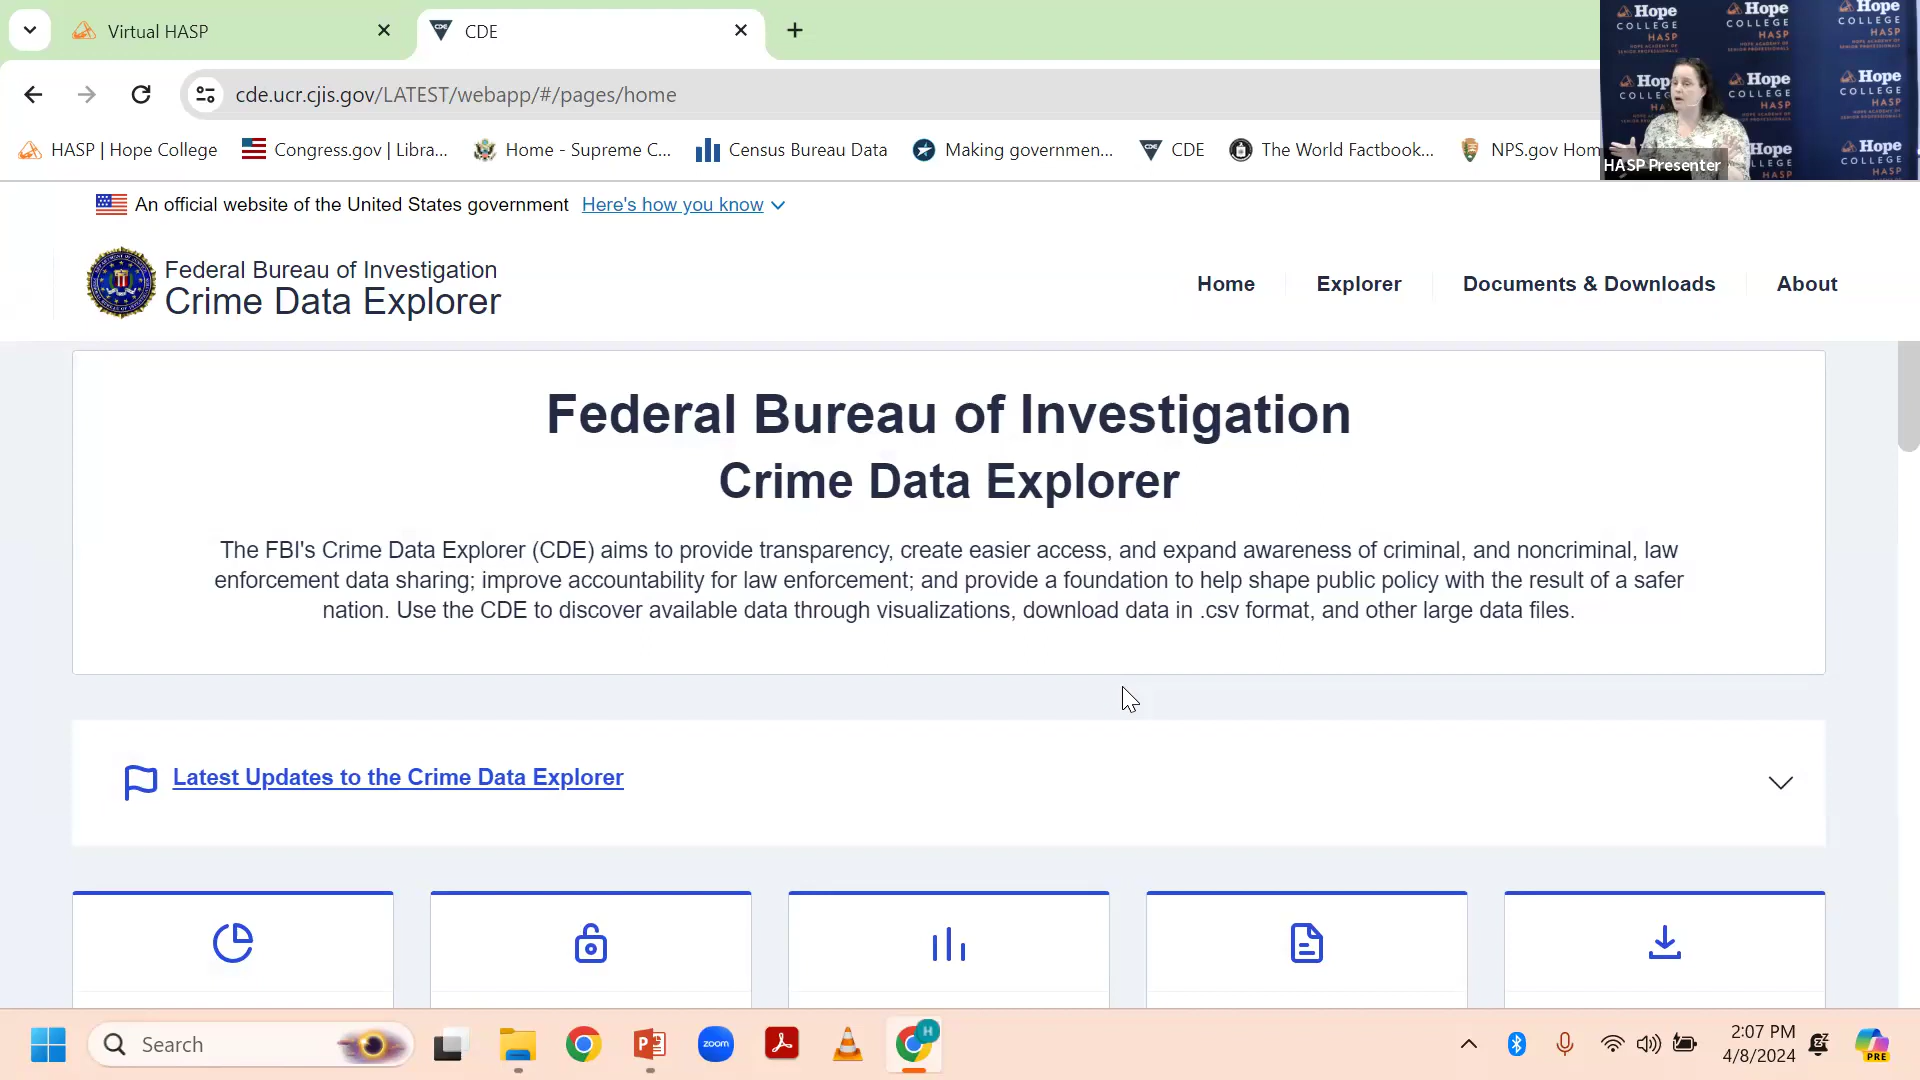 Virtual HASP
CDE
cde.ucr.cjis.gov/LATEST/webapp/#/pages/home
HASP | Hope College
Congress.gov | Libra...
Home - Supreme C...
Census Bureau Data
Making governmen...
CDE
The World Factbook...
NPS.gov Hom
Hope
COLLEGE
HASP
HASP Presenter
An official website of the United States government
Here's how you know
Federal Bureau of Investigation
Crime Data Explorer
Home
Explorer
Documents & Downloads
About
Federal Bureau of Investigation
Crime Data Explorer
The FBI's Crime Data Explorer (CDE) aims to provide transparency, create easier access, and expand awareness of criminal, and noncriminal, law
enforcement data sharing; improve accountability for law enforcement; and provide a foundation to help shape public policy with the result of a safer
nation. Use the CDE to discover available data through visualizations, download data in .csv format, and other large data files.
Latest Updates to the Crime Data Explorer
Search
zoom
H
2:07 PM
4/8/2024
PRE